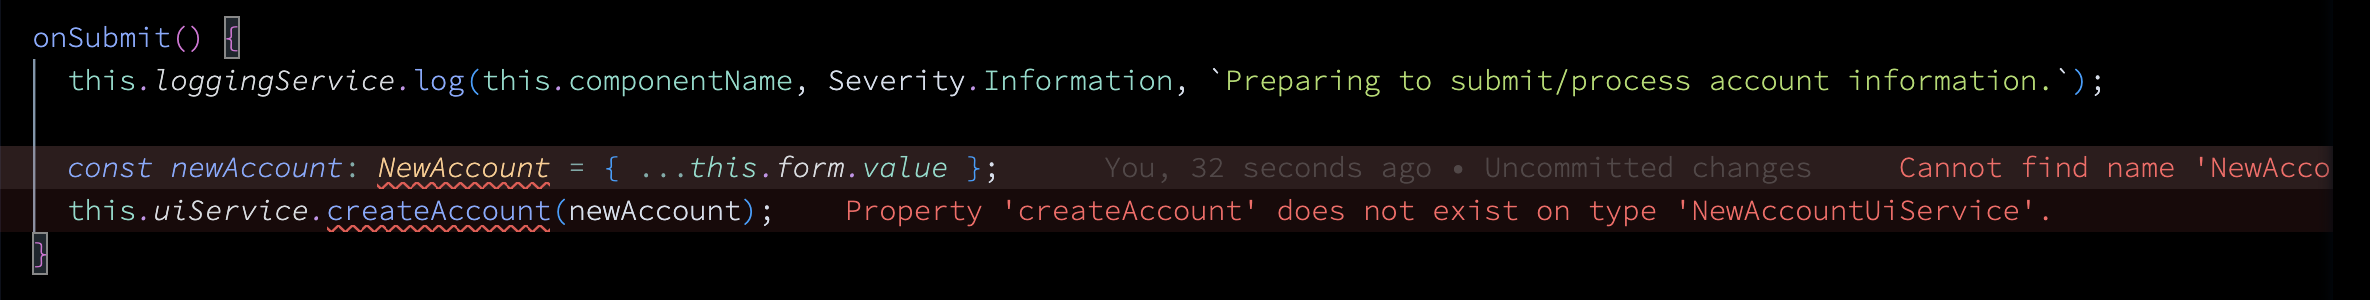 onSubmit() {
this.loggingService.log(this.componentName, Severity.Information, `Preparing to submit/process account information.`);
const newAccount: NewAccount = { ...this.form.value }; You, 32 seconds ago • Uncommitted changes Cannot find name 'NewAcco
this.uiService.createAccount(newAccount); Property 'createAccount' does not exist on type 'NewAccountUiService'.
}